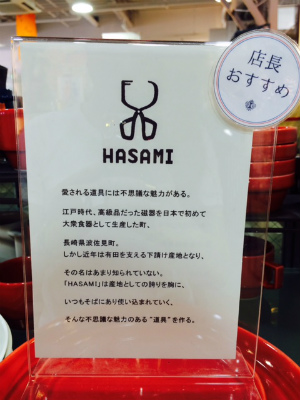 店長
おすすめ
HASAMI
愛される道具には不思議な魅力がある。
江戸時代、高級品だった磁器を日本で初めて
大衆食器として生産した町、
長崎県波佐見町。
しかし近年は有田を支える下請け産地となり、
その名はあまり知られていない。
「HASAMI」は産地としての誇りを胸に、
いつもそばにあり使い込まれていく、
そんな不思議な魅力のある“道具”を作る。